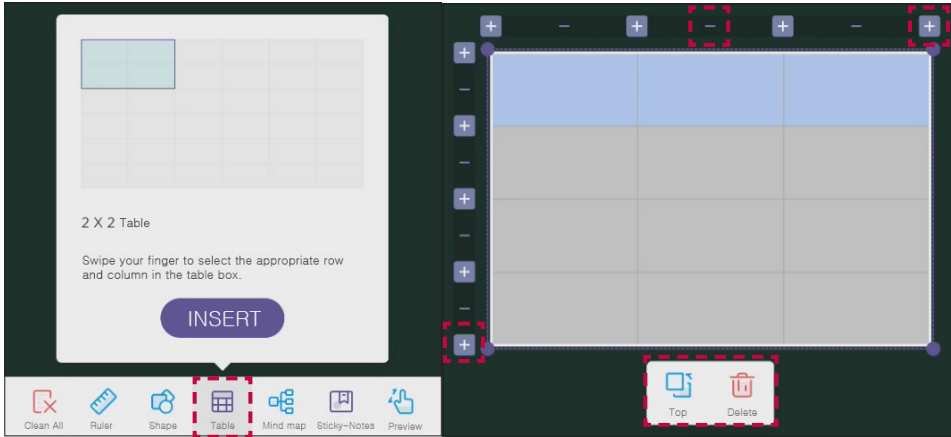 2 X 2 Table
Swipe your finger to select the appropriate row
and column in the table box.
INSERT
Clean All
Ruler
Shape
Table
Mind map
Sticky-Notes
Preview
Top
Delete